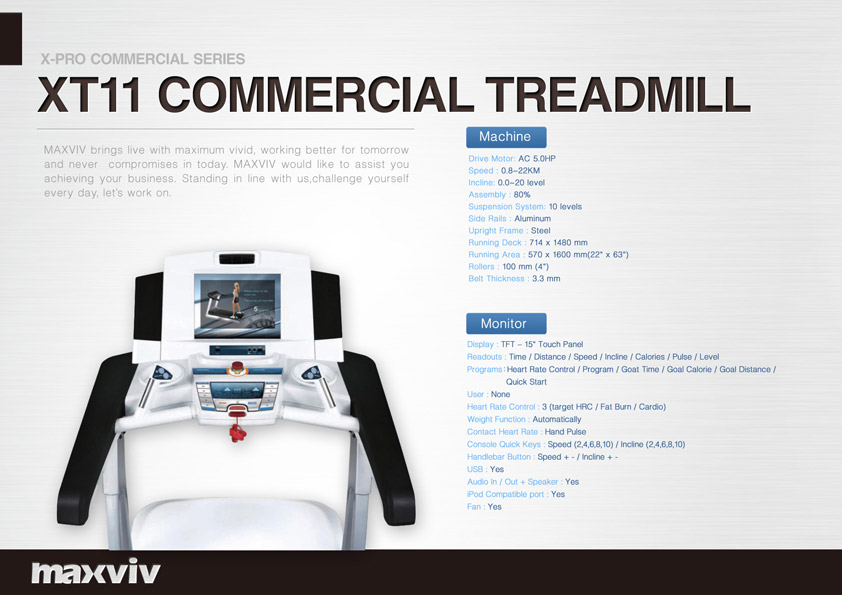 X-PRO COMMERCIAL SERIES
XT11 COMMERCIAL TREADMILL
MAXVIV brings live with maximum vivid, working better for tomorrow
and never compromises in today. MAXVIV would like to assist you
achieving your business. Standing in line with us,challenge yourself
every day, let's work on.
Machine
Drive Motor: AC 5.0HP
Speed : 0.8~22KM
Incline: 0.0~20 level
Assembly : 80%
Suspension System: 10 levels
Side Rails : Aluminum
Upright Frame : Steel
Running Deck : 714 x 1480 mm
Running Area : 570 x 1600 mm(22" x 63")
Rollers : 100 mm (4")
Belt Thickness : 3.3 mm
Monitor
Display : TFT - 15" Touch Panel
Readouts : Time / Distance / Speed / Incline / Calories / Pulse / Level
Programs : Heart Rate Control / Program / Goat Time / Goal Calorie / Goal Distance /
Quick Start
User : None
Heart Rate Control : 3 (target HRC / Fat Burn / Cardio)
Weight Function : Automatically
Contact Heart Rate : Hand Pulse
Console Quick Keys : Speed (2,4,6,8,10) / Incline (2,4,6,8,10)
Handlebar Button : Speed + - / Incline + -
USB : Yes
Audio In / Out + Speaker : Yes
iPod Compatible port : Yes
Fan : Yes
maxviv